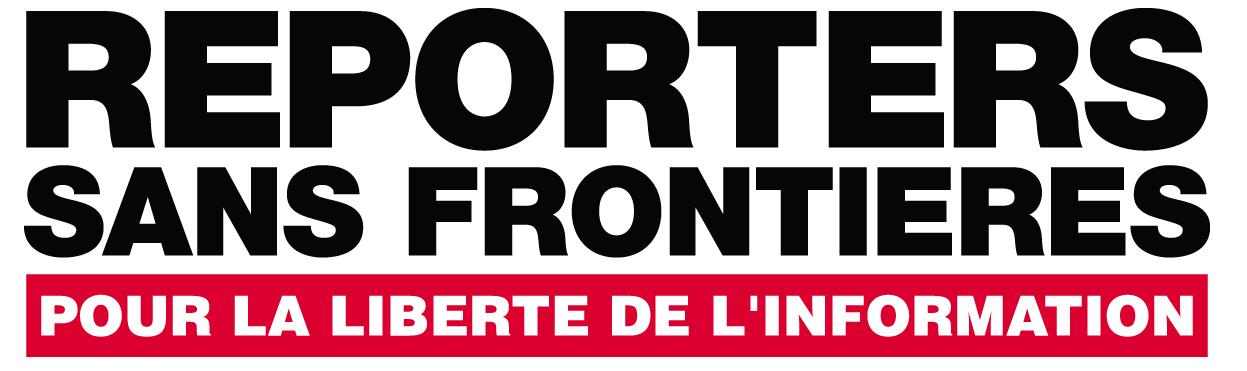 REPORTERS
SANS FRONTIERES
POUR LA LIBERTE DE L'INFORMATION